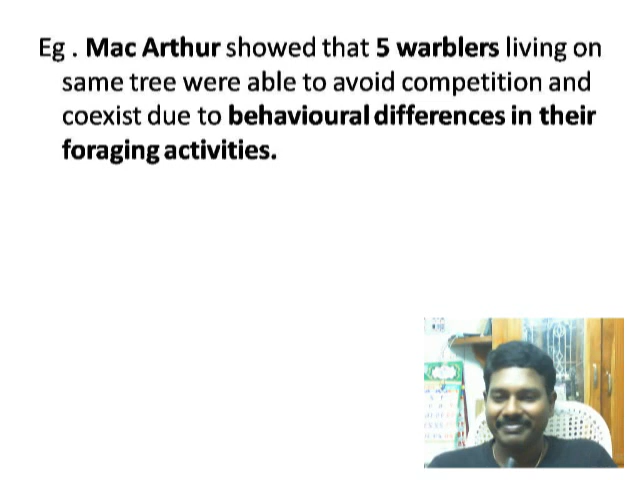 Eg . Mac Arthur showed that 5 warblers living on
same tree were able to avoid competition and
coexist due to behavioural differences in their
foraging activities.